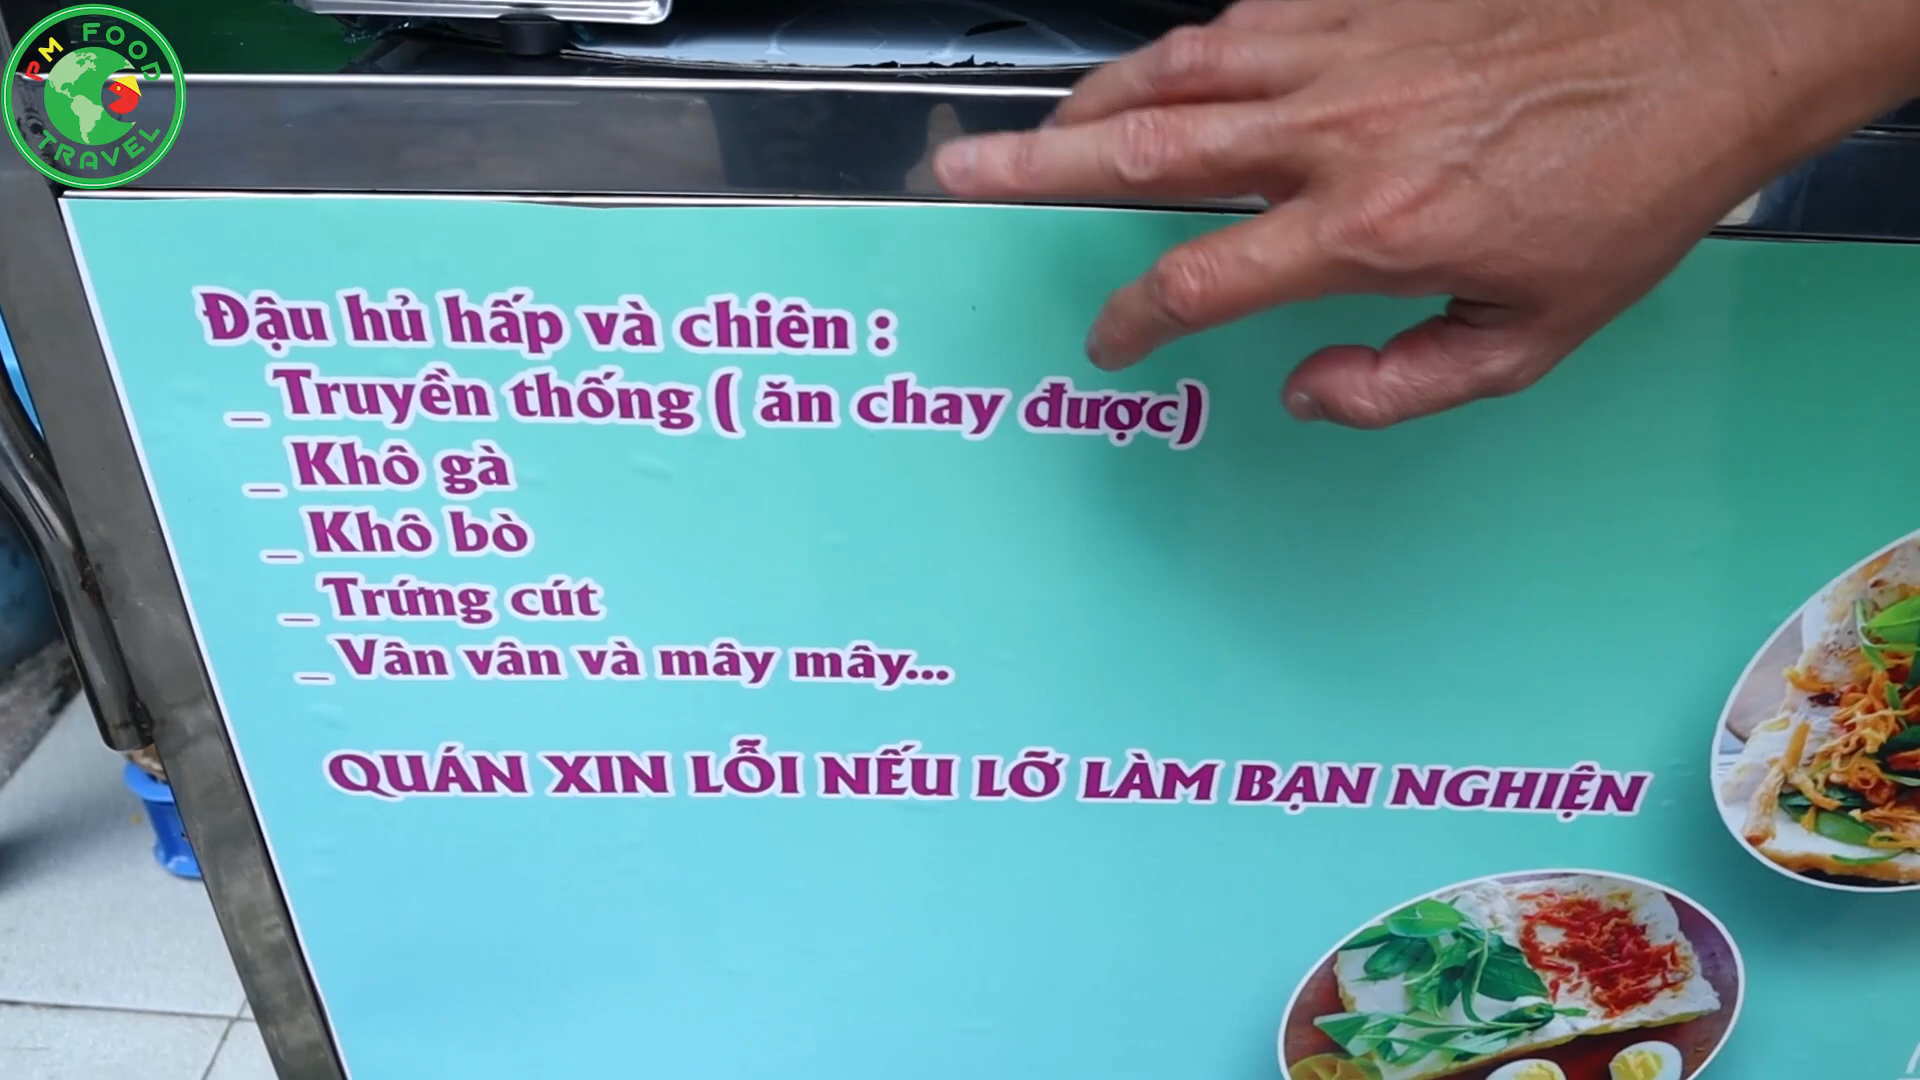 PM FOOD
TRAVEL
Đậu hủ hấp và chiên :
_ Truyền thống ( ăn chay được)
_ Khô gà
_ Khô bò
_ Trứng cút
_ Vân vân và mây mây...
QUÁN XIN LỖI NẾU LỠ LÀM BẠN NGHIỆN